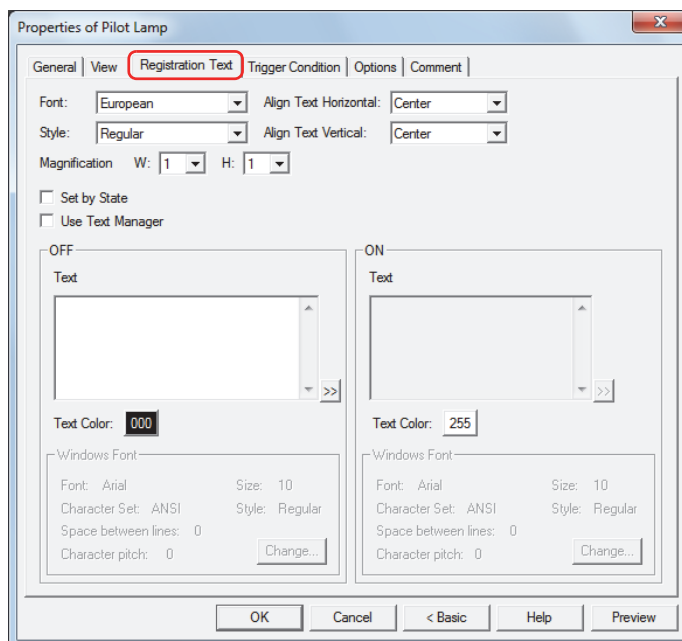 Properties of Pilot Lamp
General View Registration Text Trigger Condition Options Comment
Font: European Align Text Horizontal: Center
Style: Regular Align Text Vertical: Center
Magnification W: 1 H: 1
Set by State
Use Text Manager
OFF
Text
>>
Text Color: 000
Windows Font
Font: Arial Size: 10
Character Set: ANSI Style: Regular
Space between lines: 0
Character pitch: 0 Change...
ON
Text
>>
Text Color: 255
Windows Font
Font: Arial Size: 10
Character Set: ANSI Style: Regular
Space between lines: 0
Character pitch: 0 Change...
OK Cancel < Basic Help Preview